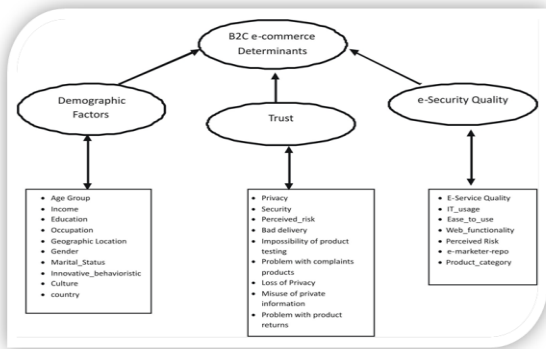 B2C e-commerce
Determinants
Demographic
Factors
Trust
e-Security Quality
• Age Group
• Income
• Education
• Occupation
• Geographic Location
• Gender
• Marital_Status
• Innovative_behavioristic
• Culture
• country
• Privacy
• Security
• Perceived_risk
• Bad delivery
• Impossibility of product
testing
• Problem with complaints
products
• Loss of Privacy
• Misuse of private
information
• Problem with product
returns
• E-Service Quality
• IT_usage
• Ease_to_use
• Web_functionality
• Perceived Risk
• e-marketer-repo
• Product_category